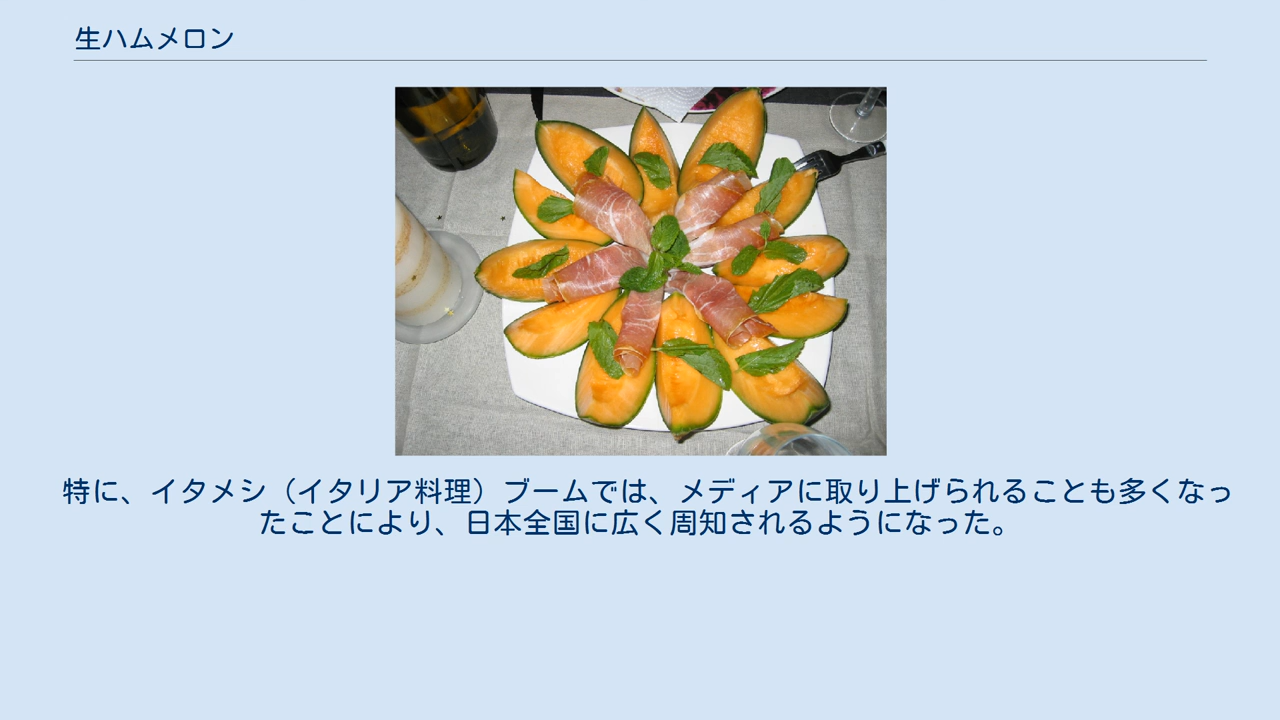 生ハムメロン
特に、イタメシ（イタリア料理）ブームでは、メディアに取り上げられることも多くなっ
たことにより、日本全国に広く周知されるようになった。